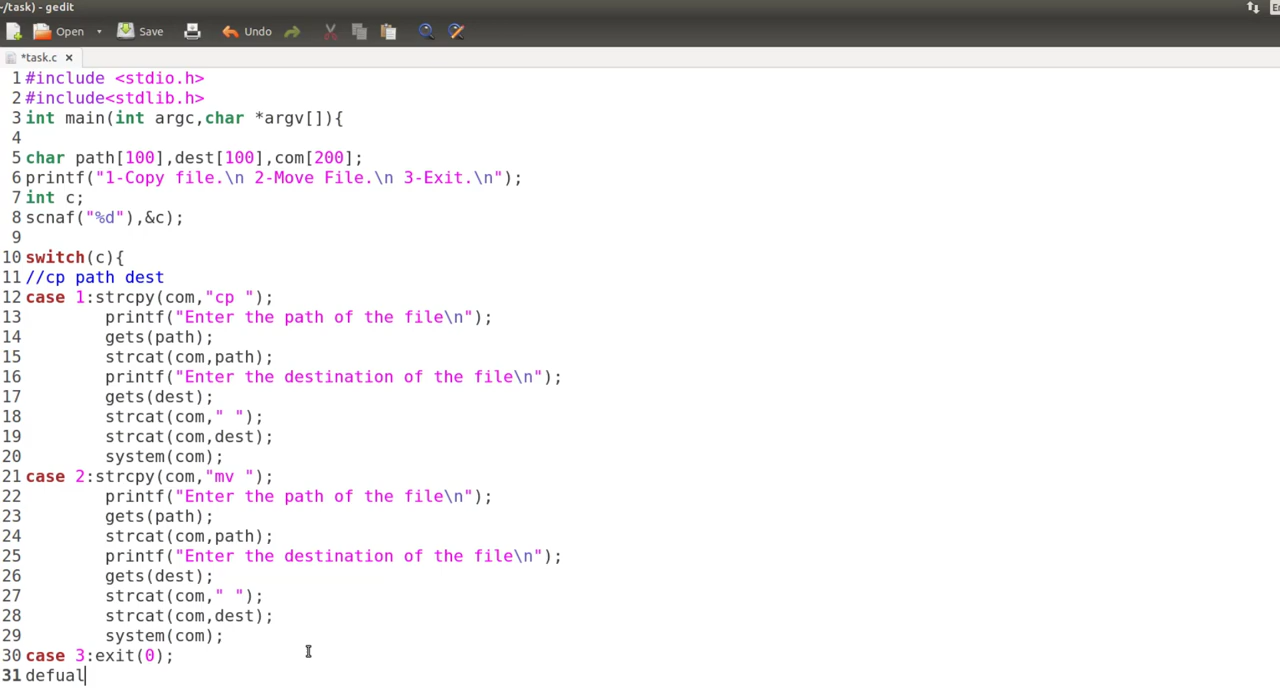 ~/task) - gedit
En
Open Save Undo
*task.c ×
1 #include <stdio.h>
2 #include<stdlib.h>
3 int main(int argc,char *argv[]){
4
5 char path[100],dest[100],com[200];
6 printf("1-Copy file.\n 2-Move File.\n 3-Exit.\n");
7 int c;
8 scnaf("%d"),&c);
9
10 switch(c){
11 //cp path dest
12 case 1:strcpy(com,"cp ");
13         printf("Enter the path of the file\n");
14         gets(path);
15         strcat(com,path);
16         printf("Enter the destination of the file\n");
17         gets(dest);
18         strcat(com," ");
19         strcat(com,dest);
20         system(com);
21 case 2:strcpy(com,"mv ");
22         printf("Enter the path of the file\n");
23         gets(path);
24         strcat(com,path);
25         printf("Enter the destination of the file\n");
26         gets(dest);
27         strcat(com," ");
28         strcat(com,dest);
29         system(com);
30 case 3:exit(0);
31 defual